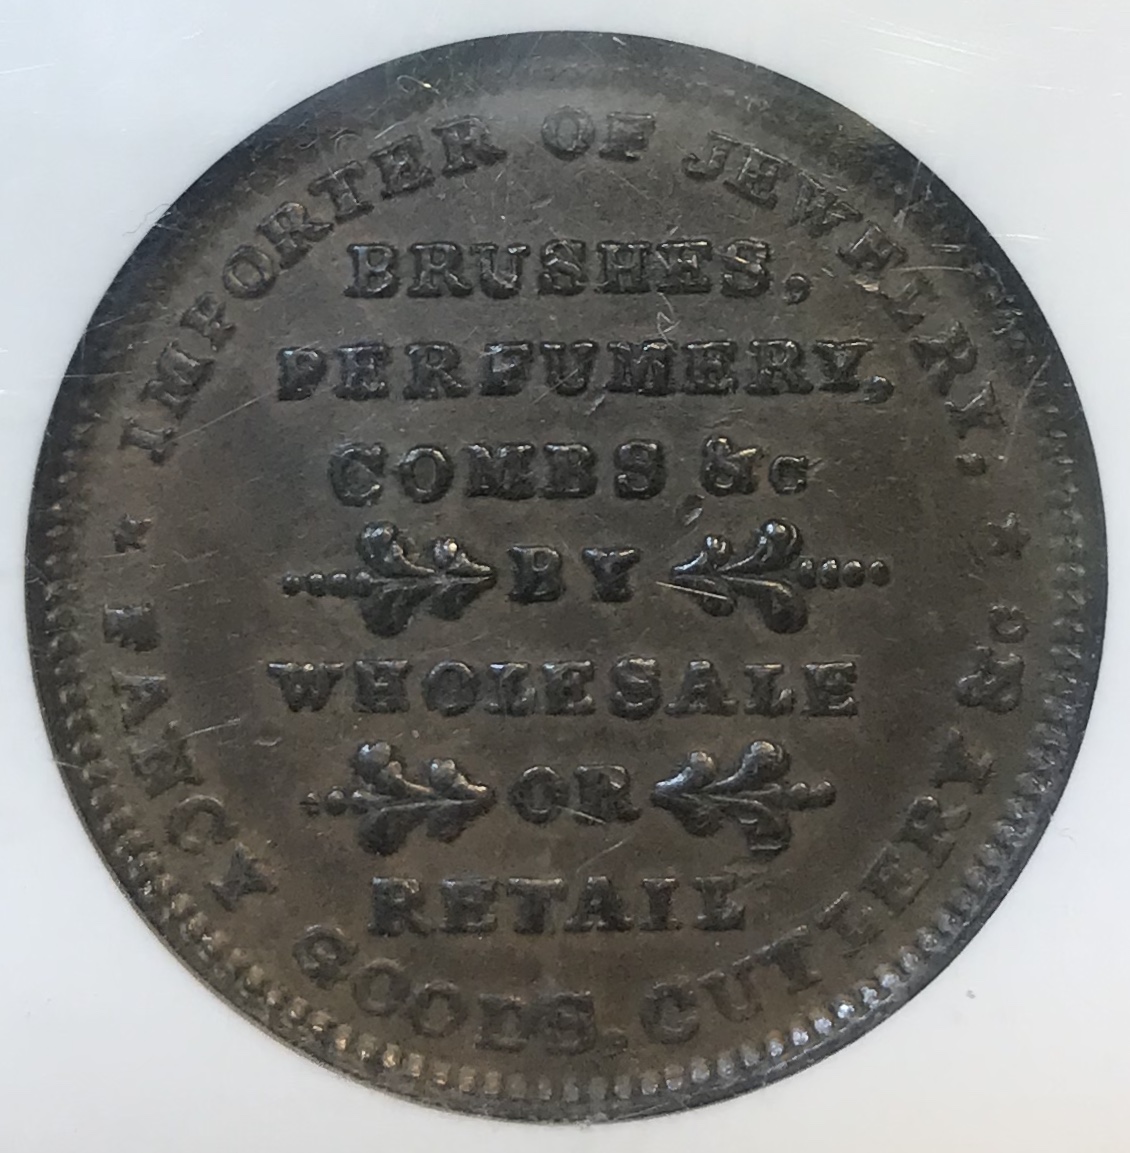 IMPORTER OF JEWELRY.
BRUSHES,
PERFUMERY,
COMBS &c
BY
WHOLESALE
OR
RETAIL
FANCY GOODS. CUTLERY &c